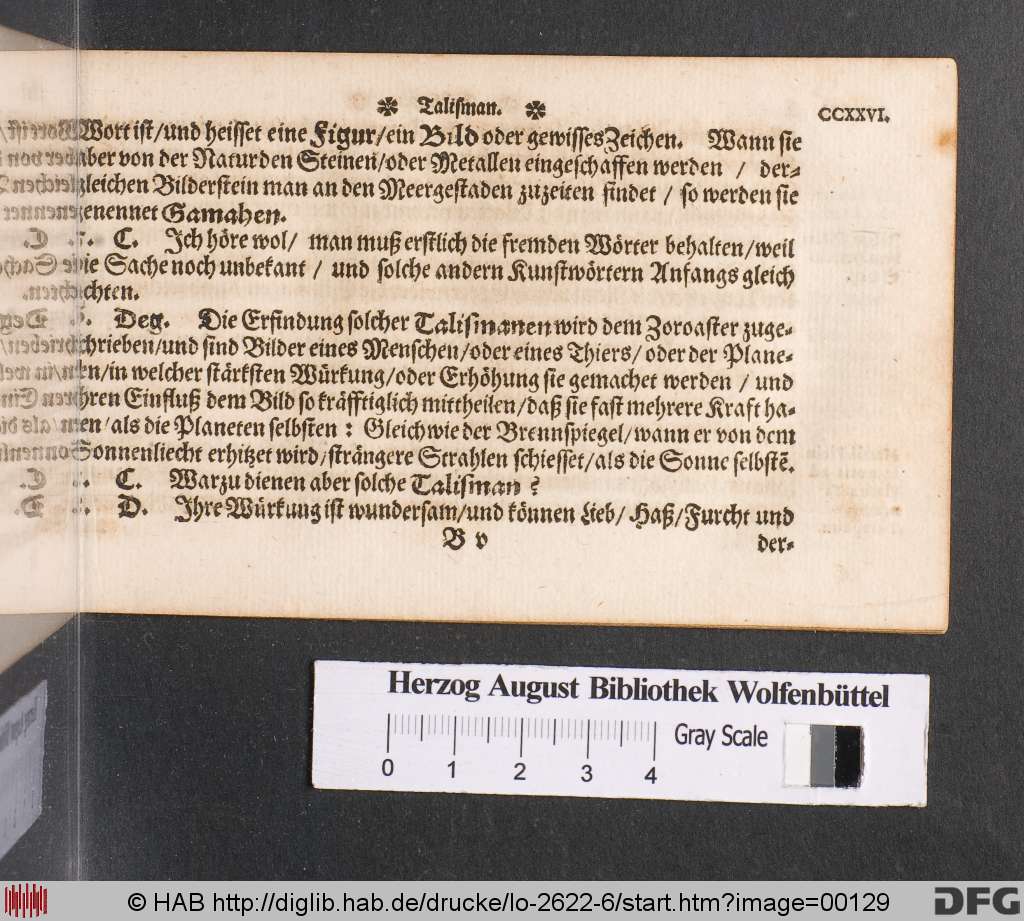 ✼ Talisman. ✼
CCXXVI.
Wort ist/und heisset eine Figur/ein Bild oder gewisses Zeichen. Wann sie
aber von der Natur den Steinen/oder Metallen eingeschaffen werden / der-
gleichen Bilderstein man an den Meergestaden zuzeiten findet / so werden sie
genennet Gamahen.
C. Ich höre wol/ man muß erstlich die fremden Wörter behalten/weil
die Sache noch unbekant / und solche andern Kunstwörtern Anfangs gleich
achten.
Deg. Die Erfindung solcher Talismanen wird dem Zoroaster zuge-
schrieben/und sind Bilder eines Menschen/oder eines Thiers/ oder der Plane-
ten/in welcher stärksten Würkung/oder Erhöhung sie gemachet werden / und
ihren Einfluß dem Bild so kräfftiglich mittheilen/daß sie fast mehrere Kraft ha-
ben/als die Planeten selbsten: Gleichwie der Brennspiegel/wann er von dem
Sonnenliecht erhitzet wird/strängere Strahlen schiesset/als die Sonne selbstẽ.
C. Warzu dienen aber solche Talisman?
D. Ihre Würkung ist wundersam/und können Lieb/ Haß/Furcht und
B v
der-
Herzog August Bibliothek Wolfenbüttel
0 1 2 3 4
Gray Scale
© HAB http://diglib.hab.de/drucke/lo-2622-6/start.htm?image=00129
DFG